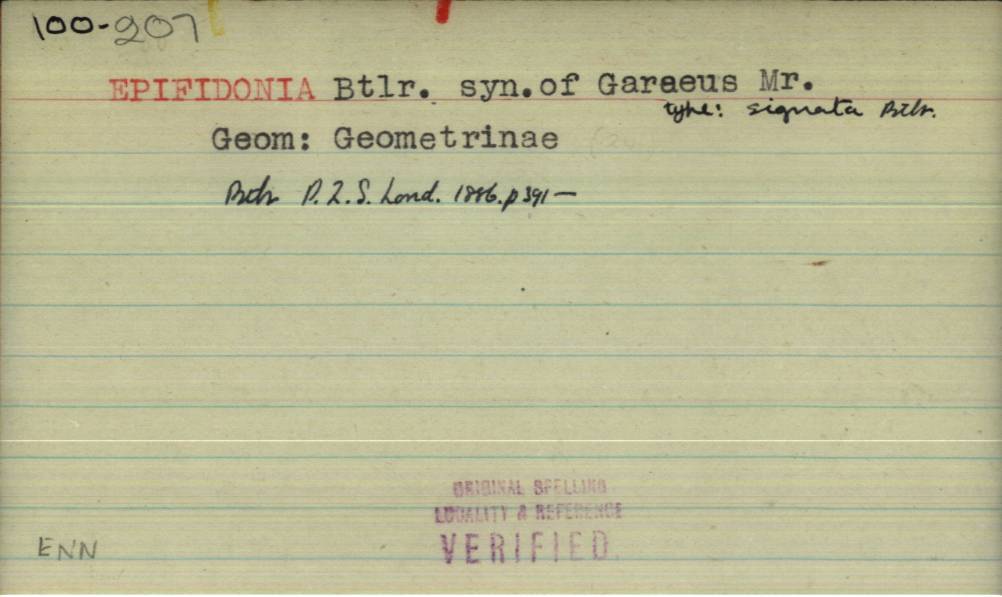 100-207
EPIFIDONIA Btlr. syn. of Garaeus Mr.
type: signata Btlr.
Geom: Geometrinae
Btlr P.Z.S. Lond. 1886. p391 —
ORIGINAL SPELLING
LOCALITY & REFERENCE
VERIFIED.
ENN